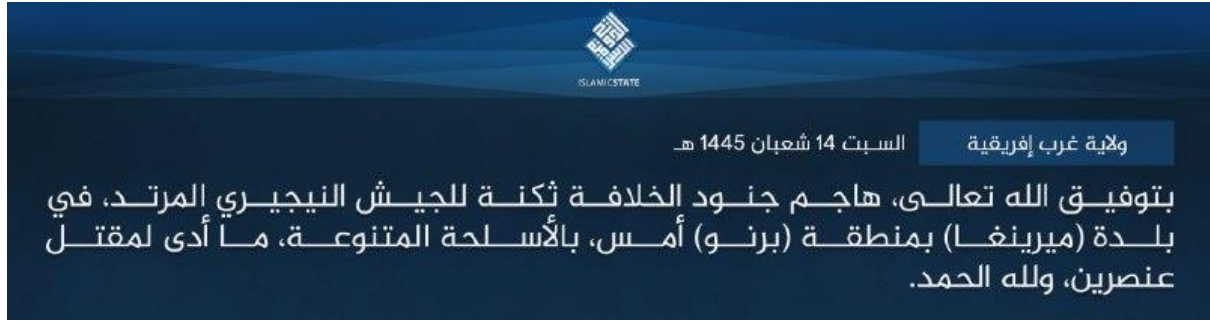 ISLAMICSTATE
ولاية غرب إفريقية السبت 14 شعبان 1445 هـ
بتوفيق الله تعالى، هاجم جنود الخلافة ثكنة للجيش النيجيري المرتد، في
بلدة (ميرينغا) بمنطقة (برنو) أمس، بالأسلحة المتنوعة، ما أدى لمقتل
عنصرين، ولله الحمد.